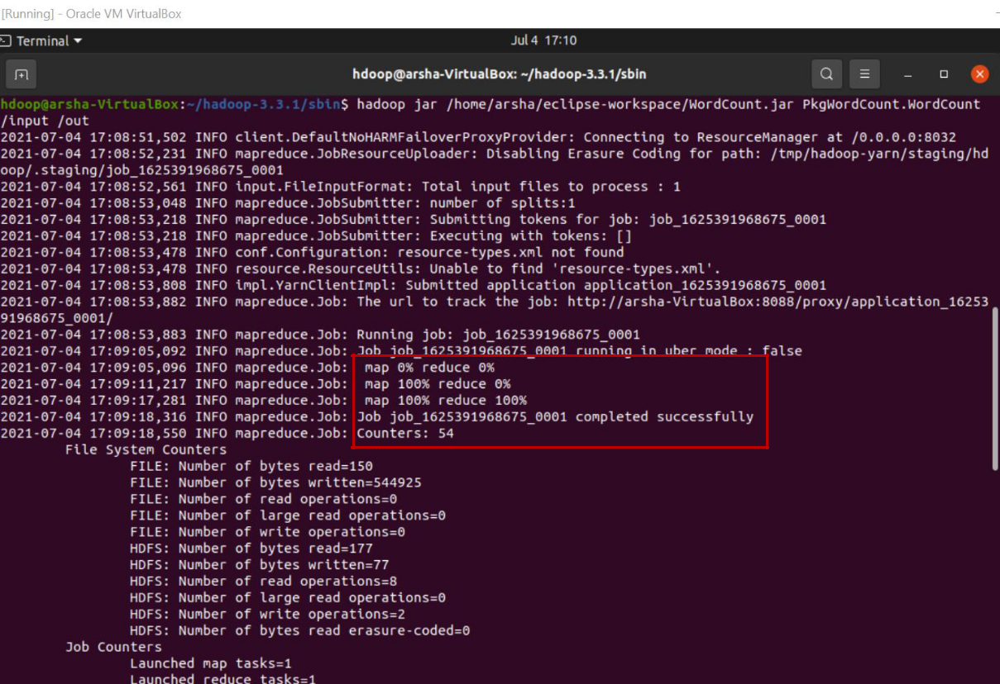 [Running] - Oracle VM VirtualBox
Terminal
Jul 4 17:10
hdoop@arsha-VirtualBox: ~/hadoop-3.3.1/sbin
hdoop@arsha-VirtualBox:~/hadoop-3.3.1/sbin$ hadoop jar /home/arsha/eclipse-workspace/WordCount.jar PkgWordCount.WordCount
/input /out
2021-07-04 17:08:51,502 INFO client.DefaultNoHARMFailoverProxyProvider: Connecting to ResourceManager at /0.0.0.0:8032
2021-07-04 17:08:52,231 INFO mapreduce.JobResourceUploader: Disabling Erasure Coding for path: /tmp/hadoop-yarn/staging/hd
oop/.staging/job_1625391968675_0001
2021-07-04 17:08:52,561 INFO input.FileInputFormat: Total input files to process : 1
2021-07-04 17:08:53,048 INFO mapreduce.JobSubmitter: number of splits:1
2021-07-04 17:08:53,218 INFO mapreduce.JobSubmitter: Submitting tokens for job: job_1625391968675_0001
2021-07-04 17:08:53,218 INFO mapreduce.JobSubmitter: Executing with tokens: []
2021-07-04 17:08:53,478 INFO conf.Configuration: resource-types.xml not found
2021-07-04 17:08:53,478 INFO resource.ResourceUtils: Unable to find 'resource-types.xml'.
2021-07-04 17:08:53,808 INFO impl.YarnClientImpl: Submitted application application_1625391968675_0001
2021-07-04 17:08:53,882 INFO mapreduce.Job: The url to track the job: http://arsha-VirtualBox:8088/proxy/application_16253
91968675_0001/
2021-07-04 17:08:53,883 INFO mapreduce.Job: Running job: job_1625391968675_0001
2021-07-04 17:09:05,092 INFO mapreduce.Job: Job job_1625391968675_0001 running in uber mode : false
2021-07-04 17:09:05,096 INFO mapreduce.Job:  map 0% reduce 0%
2021-07-04 17:09:11,217 INFO mapreduce.Job:  map 100% reduce 0%
2021-07-04 17:09:17,281 INFO mapreduce.Job:  map 100% reduce 100%
2021-07-04 17:09:18,316 INFO mapreduce.Job: Job job_1625391968675_0001 completed successfully
2021-07-04 17:09:18,550 INFO mapreduce.Job: Counters: 54
File System Counters
FILE: Number of bytes read=150
FILE: Number of bytes written=544925
FILE: Number of read operations=0
FILE: Number of large read operations=0
FILE: Number of write operations=0
HDFS: Number of bytes read=177
HDFS: Number of bytes written=77
HDFS: Number of read operations=8
HDFS: Number of large read operations=0
HDFS: Number of write operations=2
HDFS: Number of bytes read erasure-coded=0
Job Counters
Launched map tasks=1
Launched reduce tasks=1